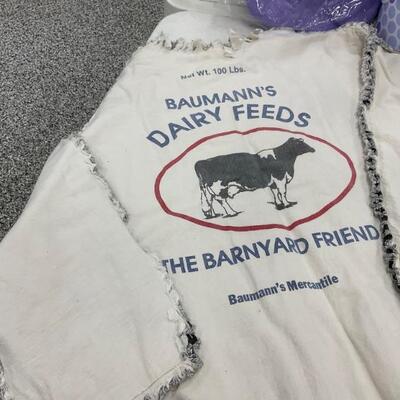 Net Wt. 100 Lbs.
BAUMANN'S
DAIRY FEEDS
THE BARNYARD FRIEND
Baumann's Mercantile